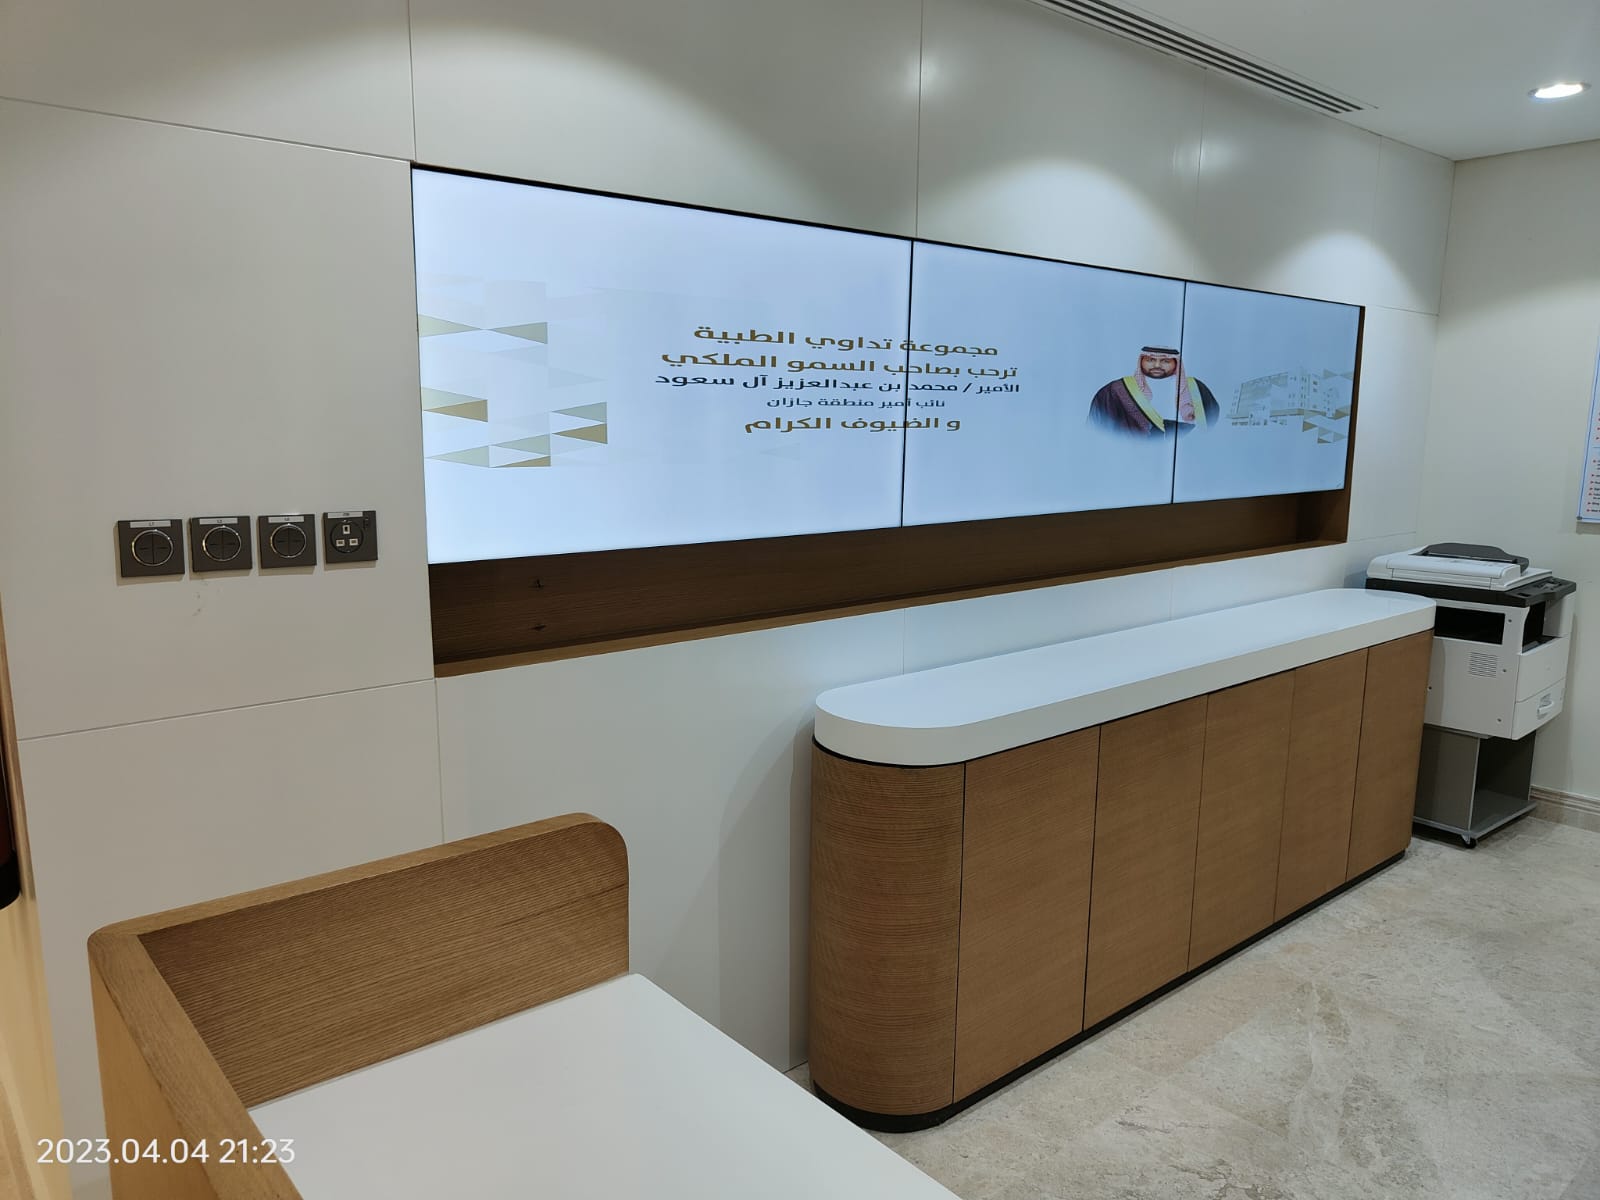 مجموعة تداوي الطبية
ترحب بصاحب السمو الملكي
الأمير / محمد بن عبدالعزيز آل سعود
نائب أمير منطقة جازان
و الضيوف الكرام
2023.04.04 21:23